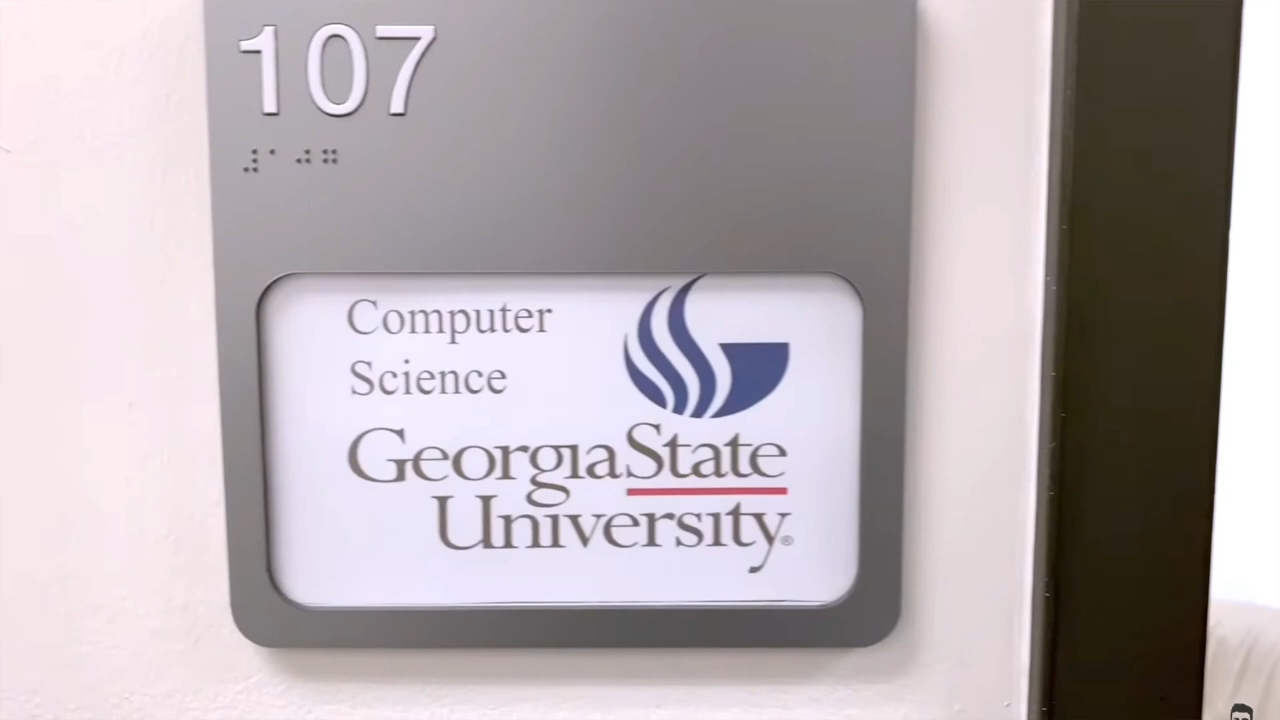 107
⠼⠁⠚⠛
Computer
Science
GeorgiaState
University®